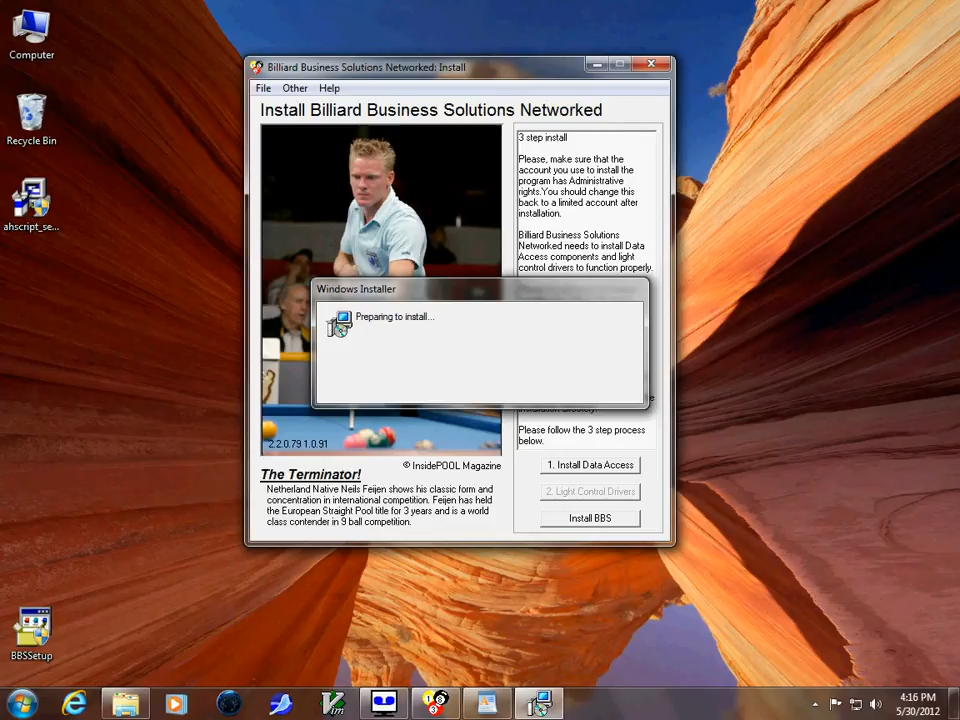 Computer
Recycle Bin
ahscript_se...
BBSSetup
Billiard Business Solutions Networked: Install
File Other Help
Install Billiard Business Solutions Networked
3 step install
Please, make sure that the
account you use to install the
program has Administrative
rights.You should change this
back to a limited account after
installation.
Billiard Business Solutions
Networked needs to install Data
Access components and light
control drivers to function properly.
Windows Installer
Preparing to install...
Please follow the 3 step process
below.
2.2.0.79 1.0.91
© InsidePOOL Magazine
The Terminator!
Netherland Native Neils Feijen shows his classic form and
concentration in international competition. Feijen has held
the European Straight Pool title for 3 years and is a world
class contender in 9 ball competition.
1. Install Data Access
2. Light Control Drivers
Install BBS
Vim
4:16 PM
5/30/2012